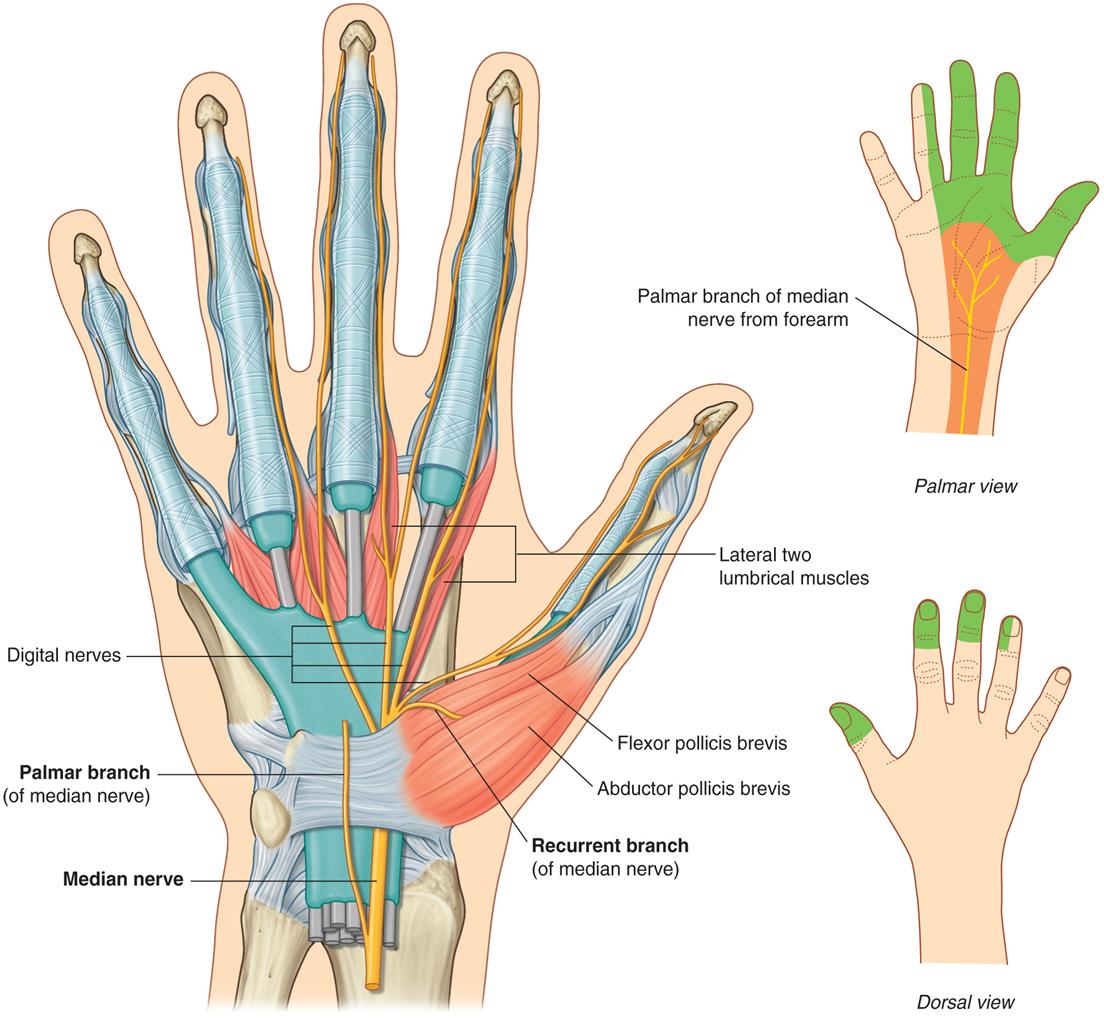 Palmar branch of median
nerve from forearm
Palmar view
Lateral two
lumbrical muscles
Digital nerves
Flexor pollicis brevis
Palmar branch
(of median nerve)
Abductor pollicis brevis
Recurrent branch
(of median nerve)
Median nerve
Dorsal view